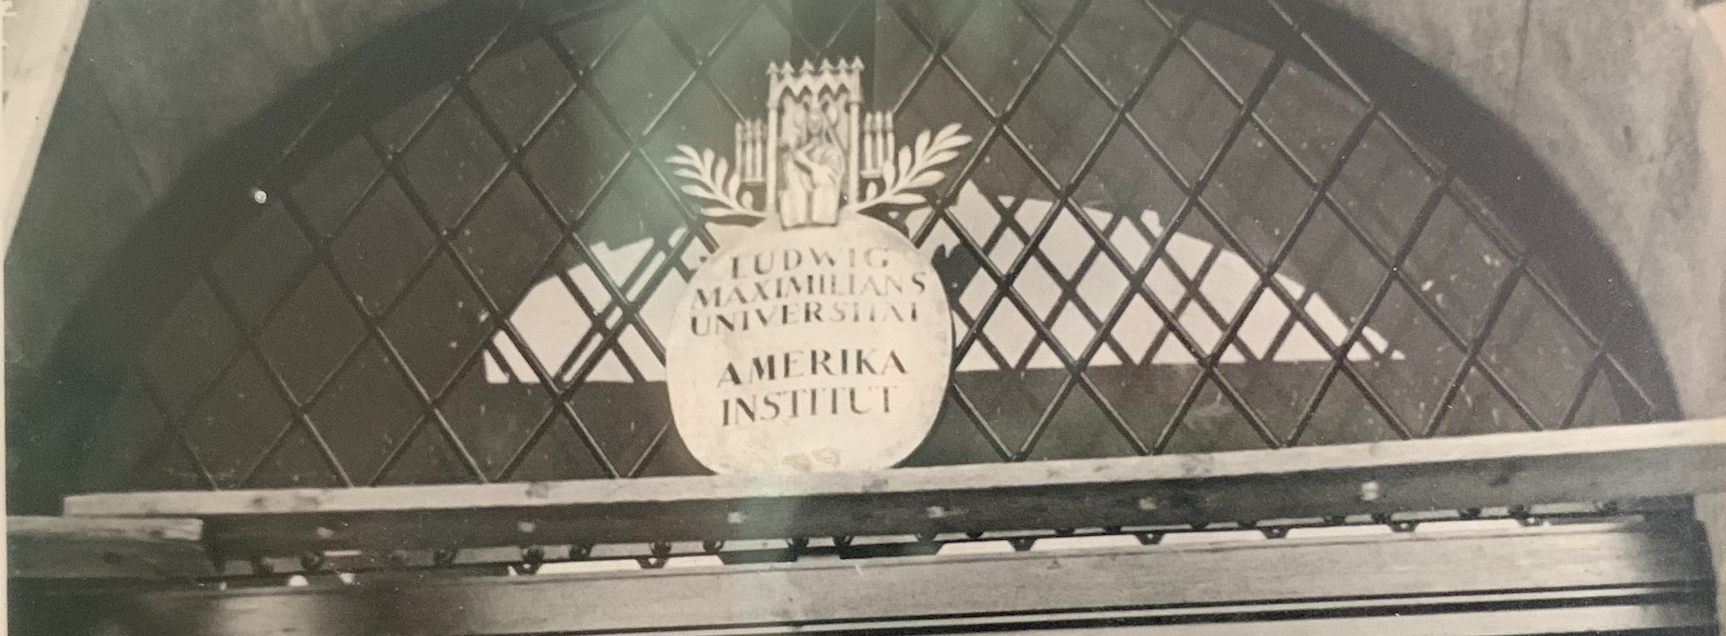 LUDWIG
MAXIMILIANS
UNIVERSITÄT
AMERIKA
INSTITUT